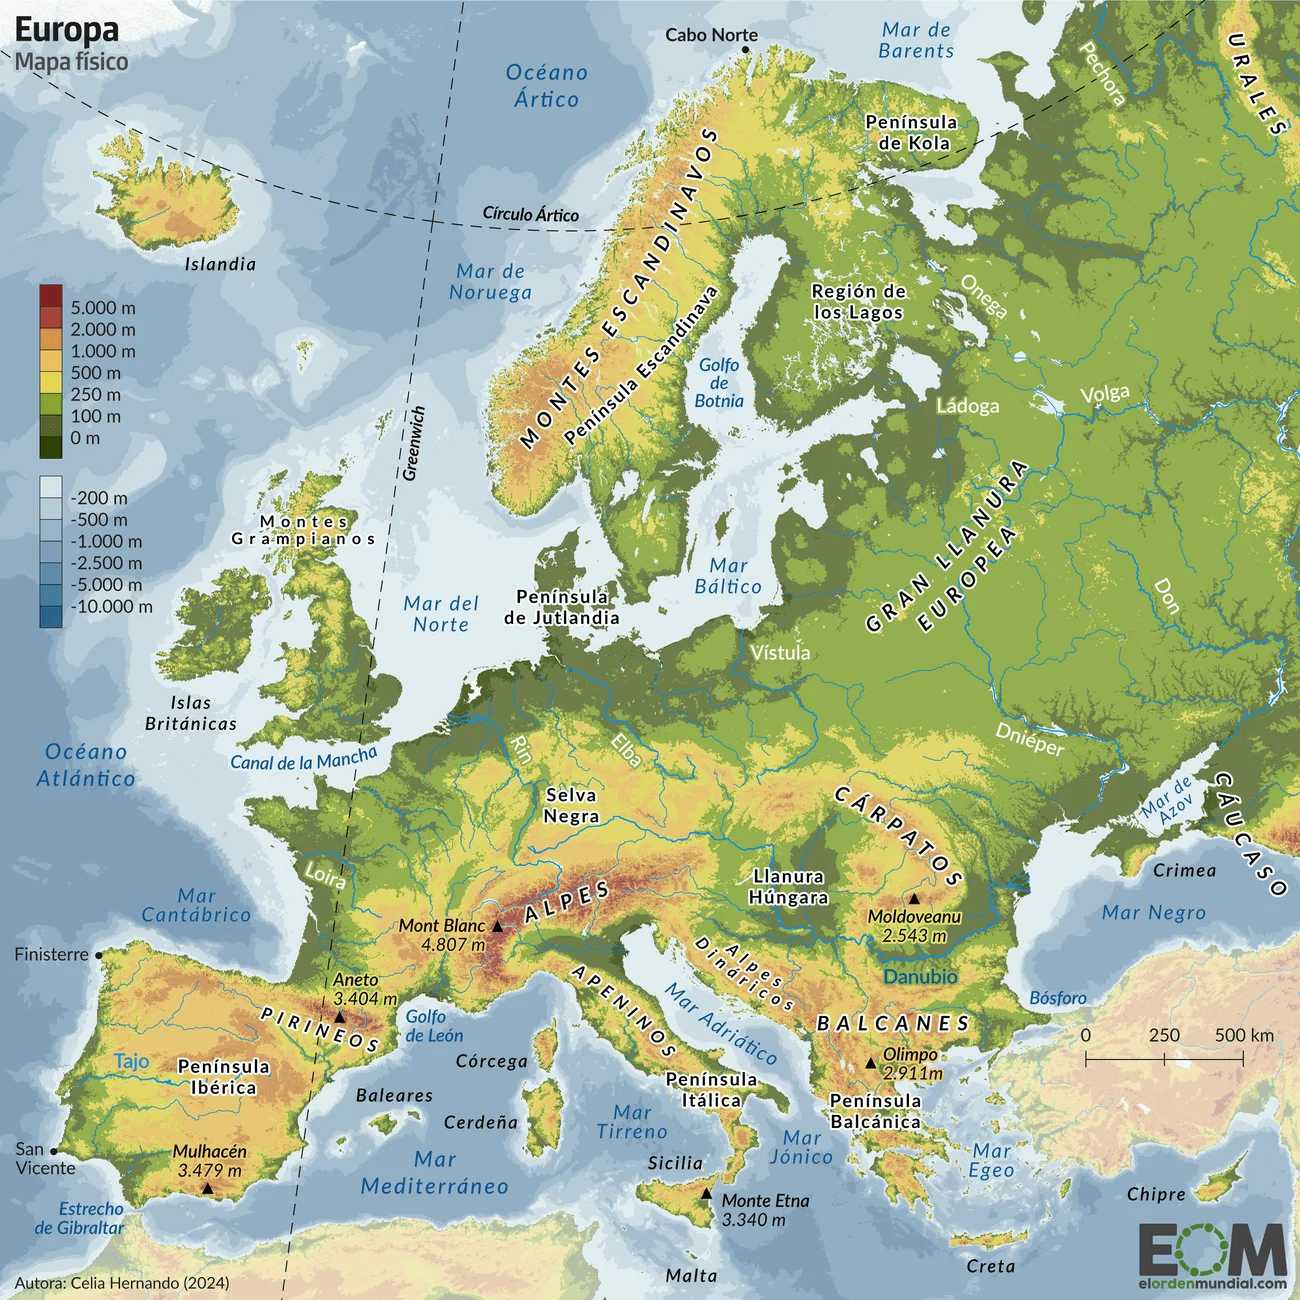 Europa
Mapa físico
Cabo Norte
Mar de
Barents
Océano
Ártico
Pechora
URALES
Península
de Kola
MONTES ESCANDINAVOS
Círculo Ártico
Islandia
Mar de
Noruega
Península Escandinava
Región de
los Lagos
Onega
5.000 m
2.000 m
1.000 m
500 m
250 m
100 m
0 m
-200 m
-500 m
-1.000 m
-2.500 m
-5.000 m
-10.000 m
Greenwich
Golfo
de
Botnia
Ládoga
Volga
Montes
Grampianos
GRAN LLANURA
EUROPEA
Mar
Báltico
Mar del
Norte
Península
de Jutlandia
Don
Vístula
Islas
Británicas
Canal de la Mancha
Océano
Atlántico
Rin
Elba
Dniéper
Selva
Negra
CÁRPATOS
Mar de
Azov
CÁUCASO
Loira
Llanura
Húngara
Crimea
Mar
Cantábrico
ALPES
Mont Blanc
4.807 m
Moldoveanu
2.543 m
Mar Negro
Finisterre
Alpes
Dináricos
Danubio
Aneto
3.404 m
PIRINEOS
Golfo
de León
APENINOS
Mar Adriático
BALCANES
Bósforo
0 250 500 km
Tajo
Península
Ibérica
Córcega
Olimpo
2.911m
Baleares
Cerdeña
Península
Itálica
Península
Balcánica
Mar
Tirreno
Mar
Jónico
Mar
Egeo
San
Vicente
Mulhacén
3.479 m
Mar
Mediterráneo
Sicilia
Monte Etna
3.340 m
Chipre
Estrecho
de Gibraltar
Malta
Creta
Autora: Celia Hernando (2024)
EOM
elordenmundial.com